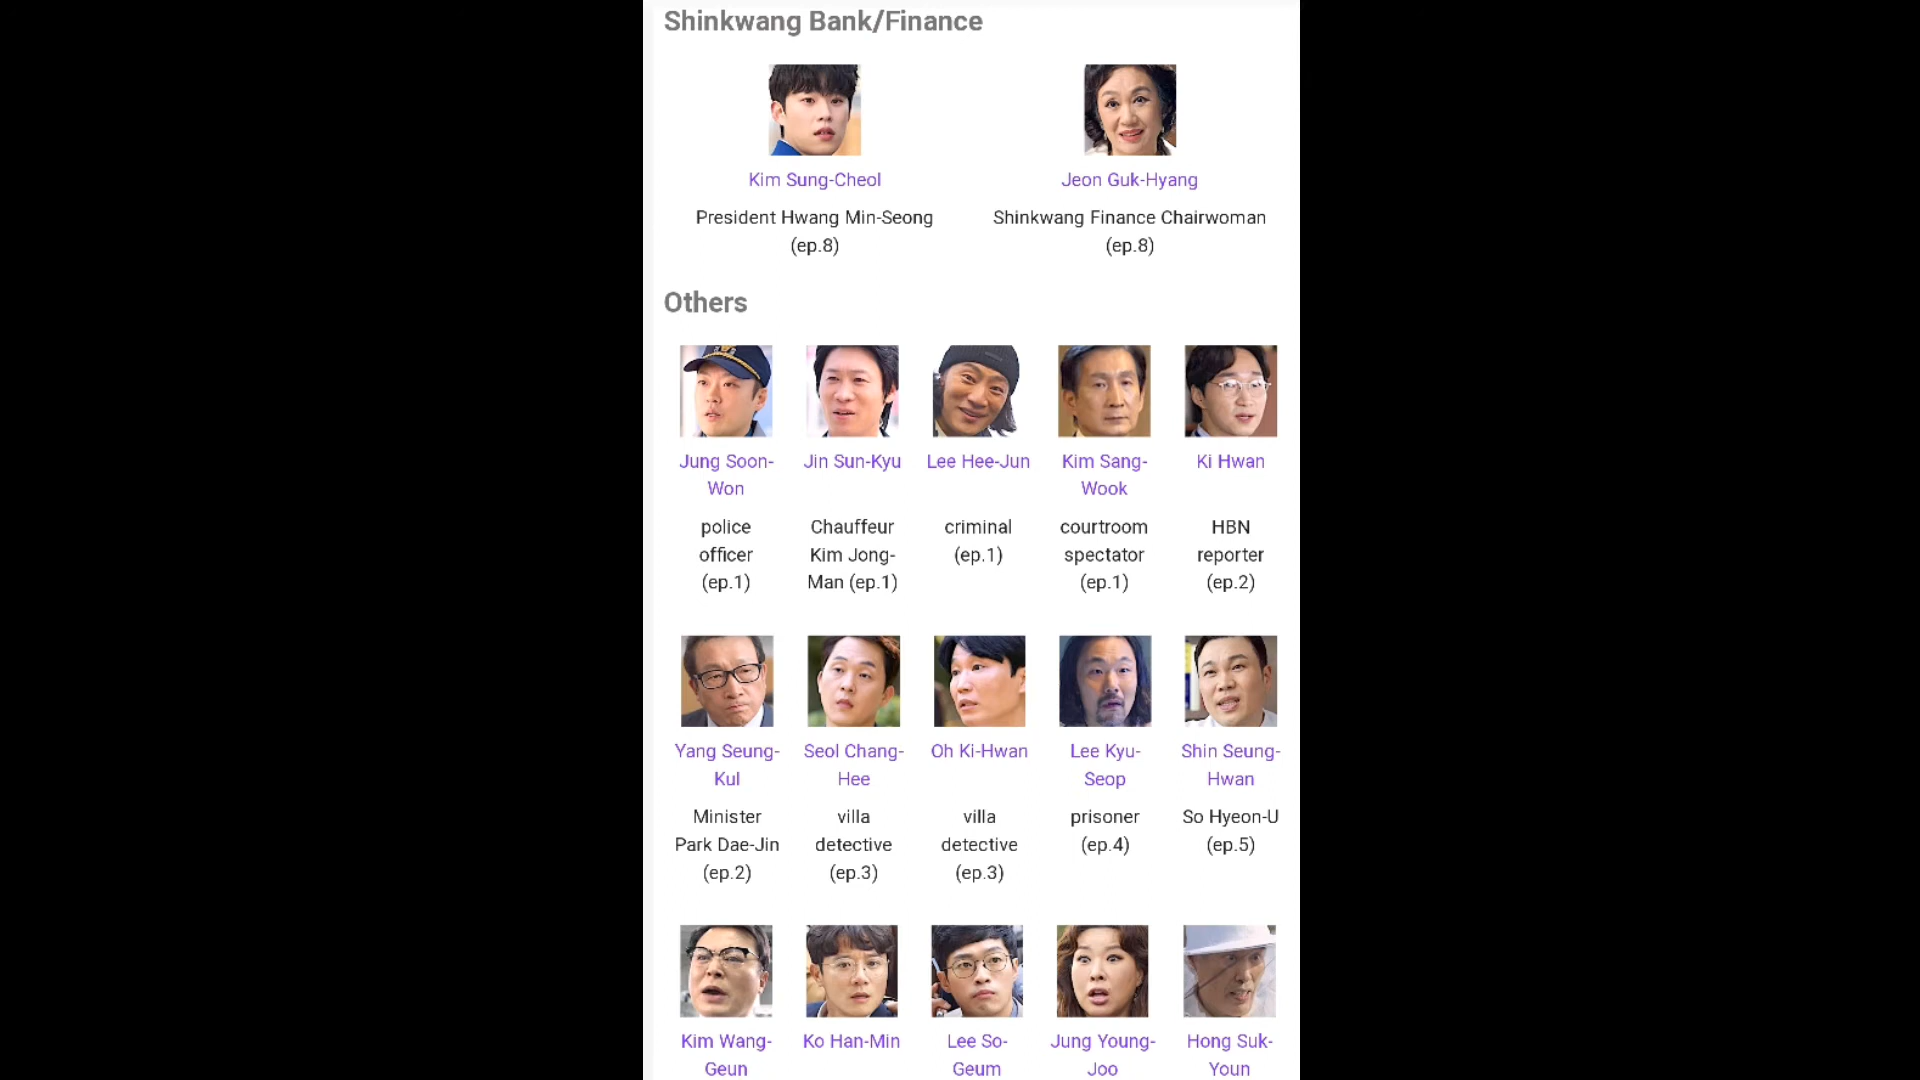 Shinkwang Bank/Finance
Kim Sung-Cheol
Jeon Guk-Hyang
President Hwang Min-Seong
(ep.8)
Shinkwang Finance Chairwoman
(ep.8)
Others
Jung Soon-
Won
Jin Sun-Kyu
Lee Hee-Jun
Kim Sang-
Wook
Ki Hwan
police
officer
(ep.1)
Chauffeur
Kim Jong-
Man (ep.1)
criminal
(ep.1)
courtroom
spectator
(ep.1)
HBN
reporter
(ep.2)
Yang Seung-
Kul
Seol Chang-
Hee
Oh Ki-Hwan
Lee Kyu-
Seop
Shin Seung-
Hwan
Minister
Park Dae-Jin
(ep.2)
villa
detective
(ep.3)
villa
detective
(ep.3)
prisoner
(ep.4)
So Hyeon-U
(ep.5)
Kim Wang-
Geun
Ko Han-Min
Lee So-
Geum
Jung Young-
Joo
Hong Suk-
Youn